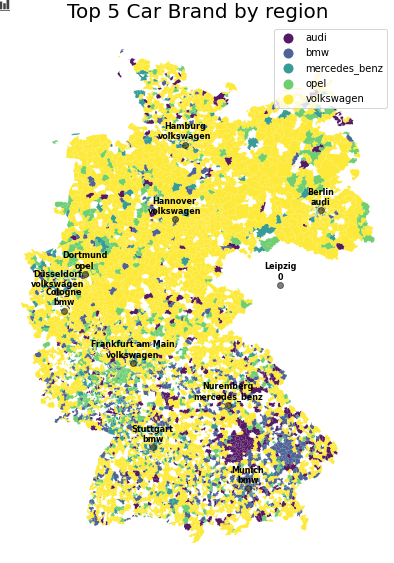 Top 5 Car Brand by region
audi
bmw
mercedes_benz
opel
volkswagen
Hamburg
volkswagen
Berlin
audi
Hannover
volkswagen
Dortmund
opel
Leipzig
0
Düsseldorf
volkswagen
Cologne
bmw
Frankfurt am Main
volkswagen
Nuremberg
mercedes_benz
Stuttgart
bmw
Munich
bmw